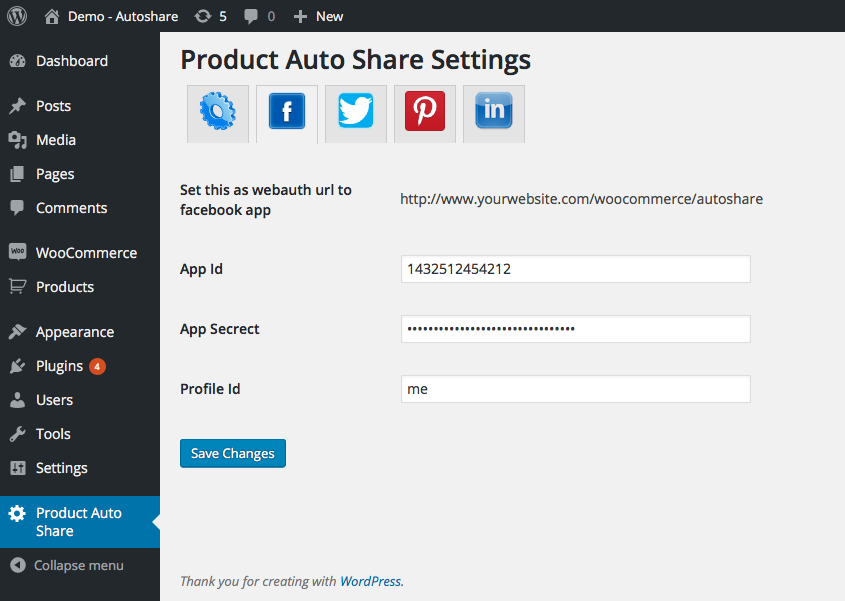 Demo - Autoshare 5 0 New
Dashboard
Posts
Media
Pages
Comments
WooCommerce
Products
Appearance
Plugins 4
Users
Tools
Settings
Product Auto
Share
Collapse menu
Product Auto Share Settings
f
in
Set this as webauth url to
facebook app
http://www.yourwebsite.com/woocommerce/autoshare
App Id
1432512454212
App Secrect
••••••••••••••••••••••••••••••••
Profile Id
me
Save Changes
Thank you for creating with WordPress.